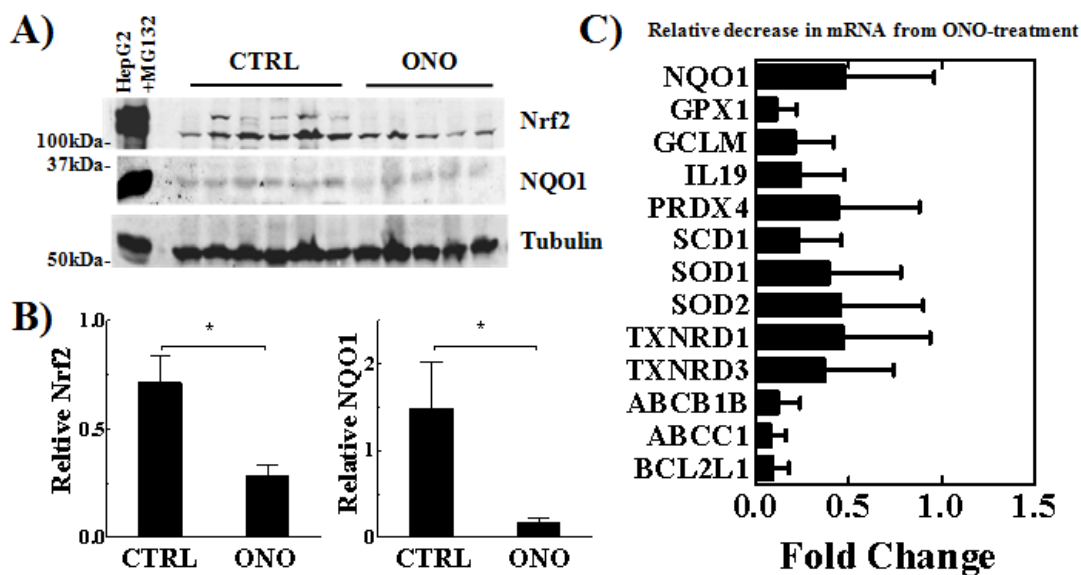 A)
HepG2
+MG132
CTRL
ONO
Nrf2
100kDa-
37kDa-
NQO1
Tubulin
50kDa-
B)
Reltive Nrf2
1.0
0.5
0.0
*
CTRL
ONO
Relative NQO1
2
1
0
*
CTRL
ONO
C)
Relative decrease in mRNA from ONO-treatment
NQO1
GPX1
GCLM
IL19
PRDX4
SCD1
SOD1
SOD2
TXNRD1
TXNRD3
ABCB1B
ABCC1
BCL2L1
0.0 0.5 1.0 1.5
Fold Change